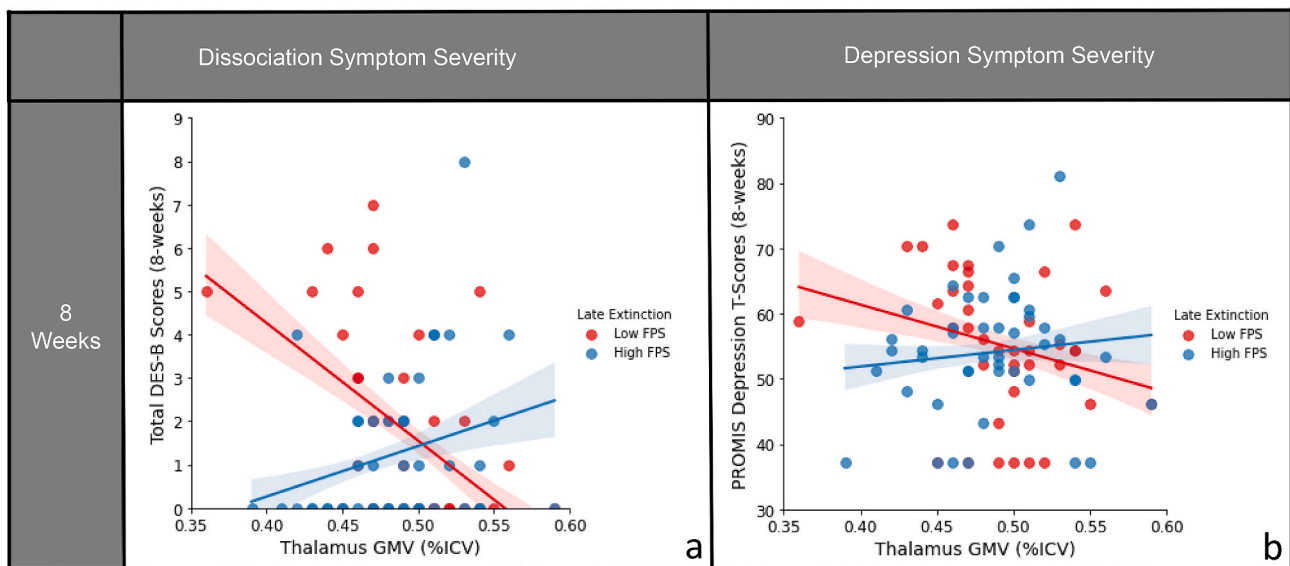 Dissociation Symptom Severity
Depression Symptom Severity
8
Weeks
Total DES-B Scores (8-weeks)
9
8
7
6
5
4
3
2
1
0
0.35
0.40
0.45
0.50
0.55
0.60
Thalamus GMV (%ICV)
Late Extinction
Low FPS
High FPS
a
PROMIS Depression T-Scores (8-weeks)
90
80
70
60
50
40
30
0.35
0.40
0.45
0.50
0.55
0.60
Thalamus GMV (%ICV)
Late Extinction
Low FPS
High FPS
b